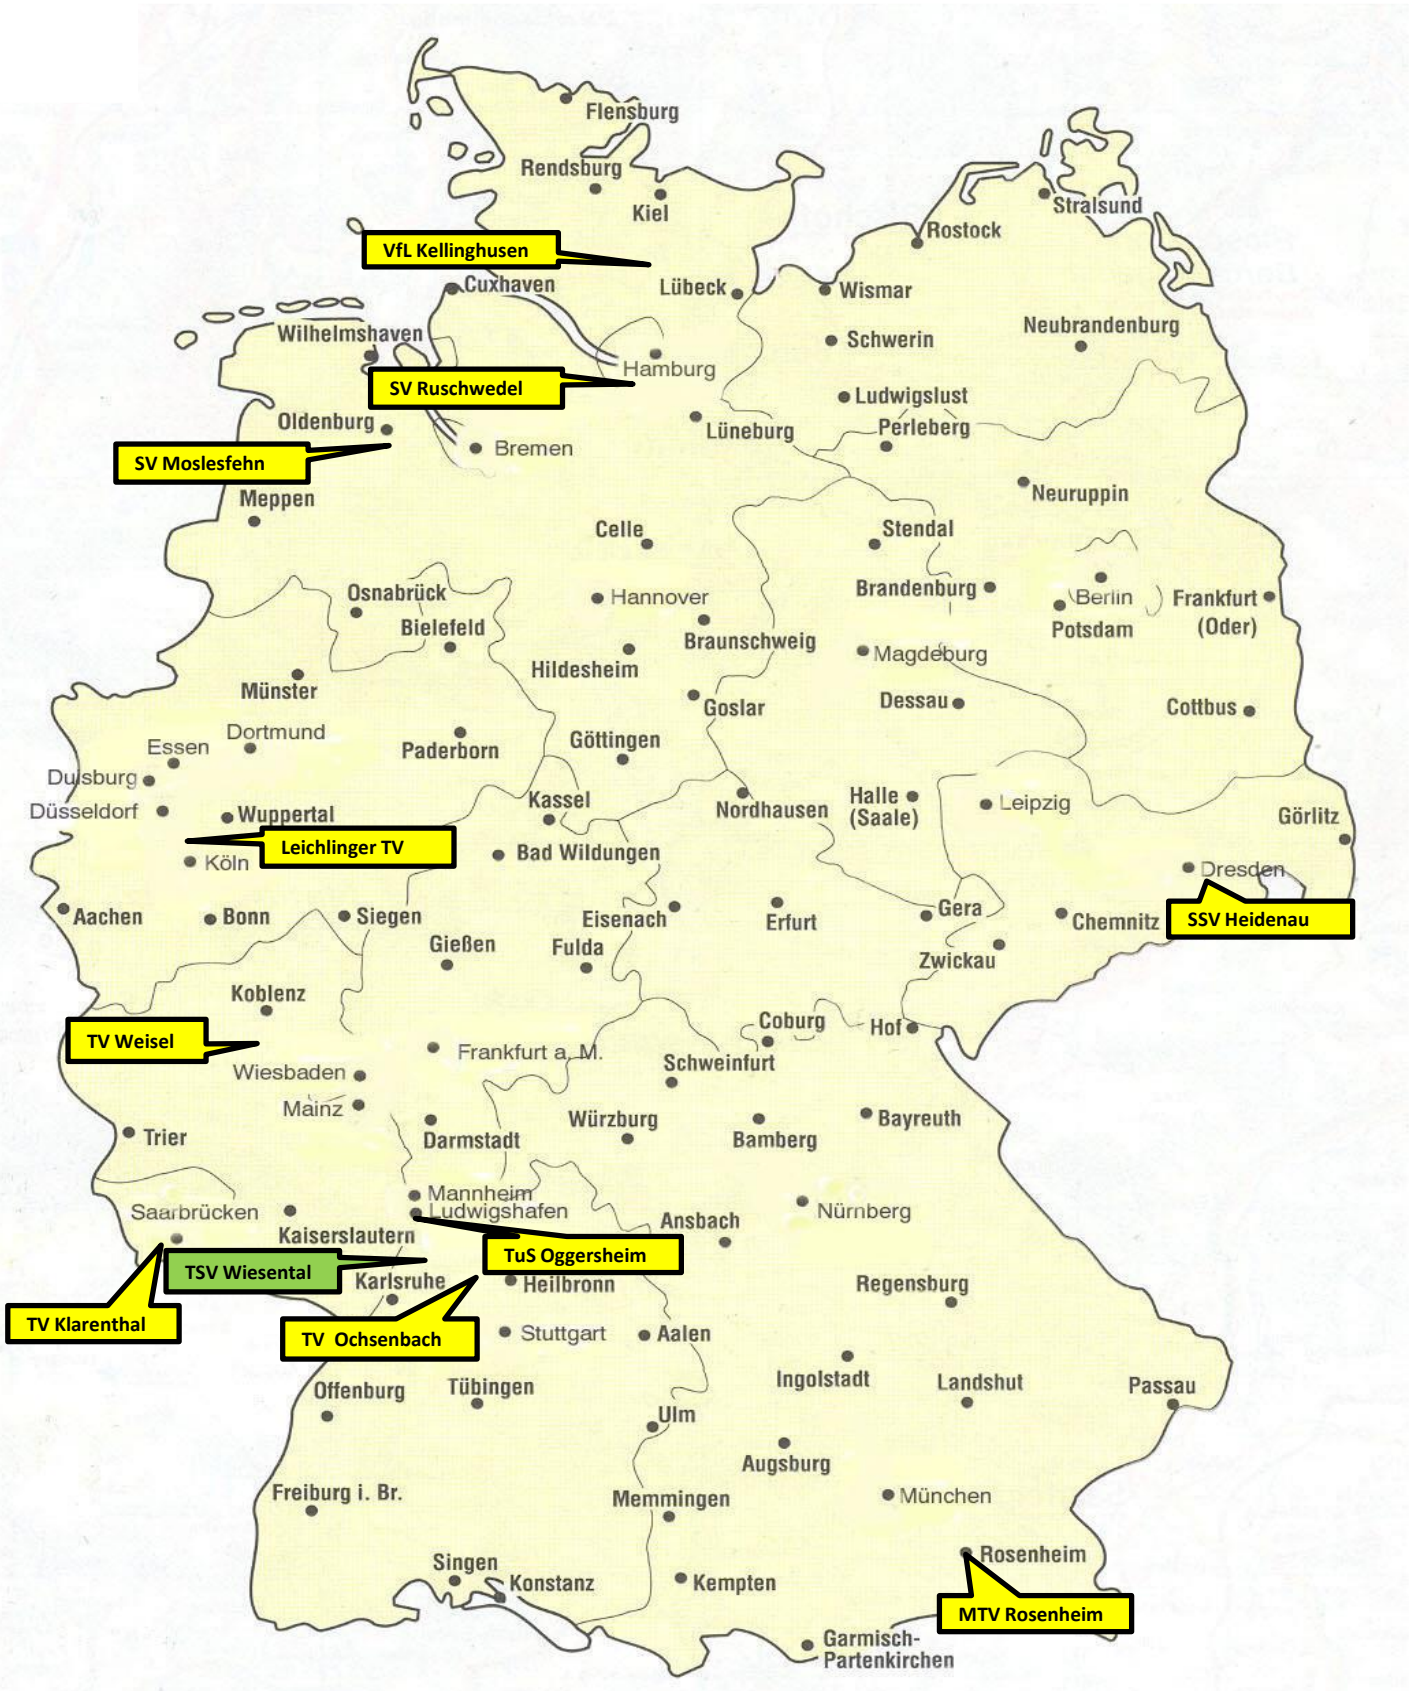 Flensburg
Rendsburg
Kiel
Stralsund
Rostock
VfL Kellinghusen
Cuxhaven
Lübeck
Wismar
Wilhelmshaven
Schwerin
Neubrandenburg
Hamburg
SV Ruschwedel
Ludwigslust
Oldenburg
Lüneburg
Perleberg
Bremen
SV Moslesfehn
Meppen
Neuruppin
Celle
Stendal
Osnabrück
Hannover
Brandenburg
Berlin
Frankfurt
(Oder)
Bielefeld
Braunschweig
Potsdam
Hildesheim
Magdeburg
Münster
Goslar
Dessau
Cottbus
Dortmund
Essen
Paderborn
Göttingen
Duisburg
Düsseldorf
Wuppertal
Kassel
Nordhausen
Halle
(Saale)
Leipzig
Görlitz
Leichlinger TV
Köln
Bad Wildungen
Dresden
Aachen
Bonn
Siegen
Eisenach
Erfurt
Gera
Chemnitz
SSV Heidenau
Gießen
Fulda
Zwickau
Koblenz
Coburg
Hof
TV Weisel
Frankfurt a. M.
Schweinfurt
Wiesbaden
Mainz
Würzburg
Bayreuth
Trier
Darmstadt
Bamberg
Mannheim
Saarbrücken
Ludwigshafen
Nürnberg
Ansbach
Kaiserslautern
TuS Oggersheim
TSV Wiesental
Karlsruhe
Heilbronn
Regensburg
TV Klarenthal
TV Ochsenbach
Stuttgart
Aalen
Ingolstadt
Landshut
Passau
Offenburg
Tübingen
Ulm
Augsburg
Freiburg i. Br.
Memmingen
München
Rosenheim
Singen
Konstanz
Kempten
MTV Rosenheim
Garmisch-
Partenkirchen